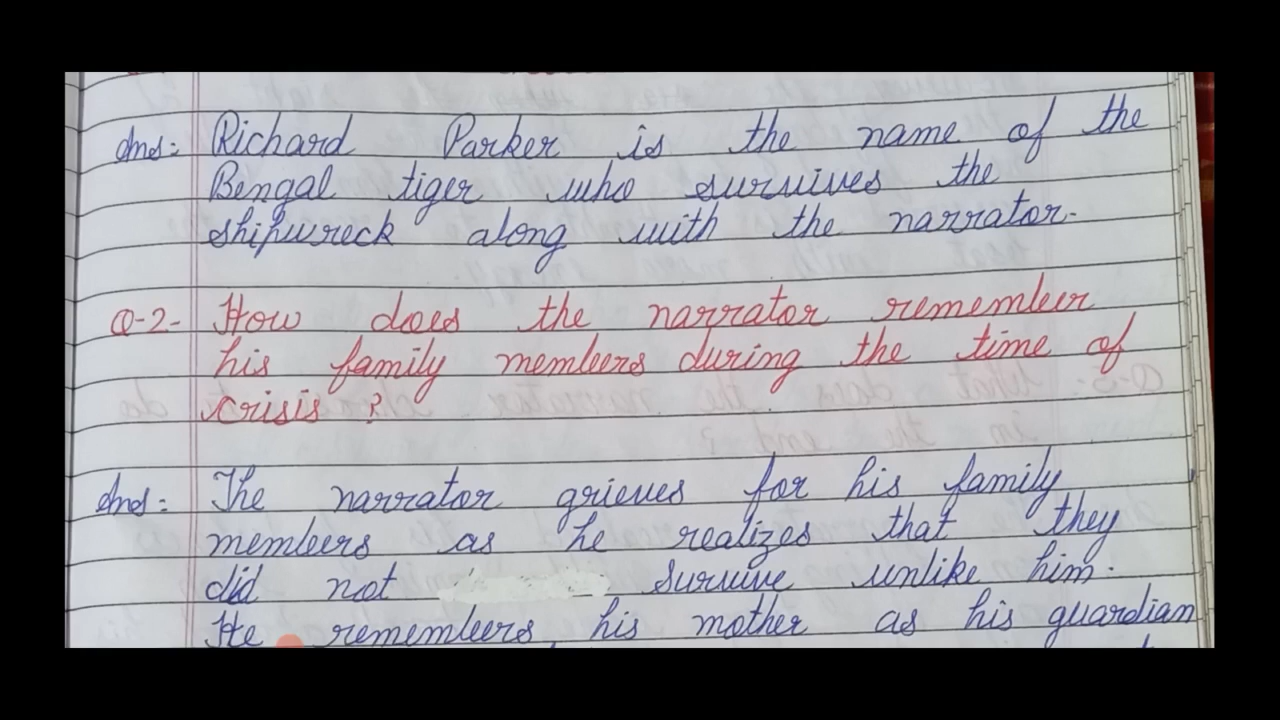 Ans: Richard Parker is the name of the
Bengal tiger who survives the
shipwreck along with the narrator.
Q-2- How does the narrator remember
his family members during the time of
crisis ?
Ans: The narrator grieves for his family
members as he realizes that they
did not survive unlike him.
He remembers his mother as his guardian